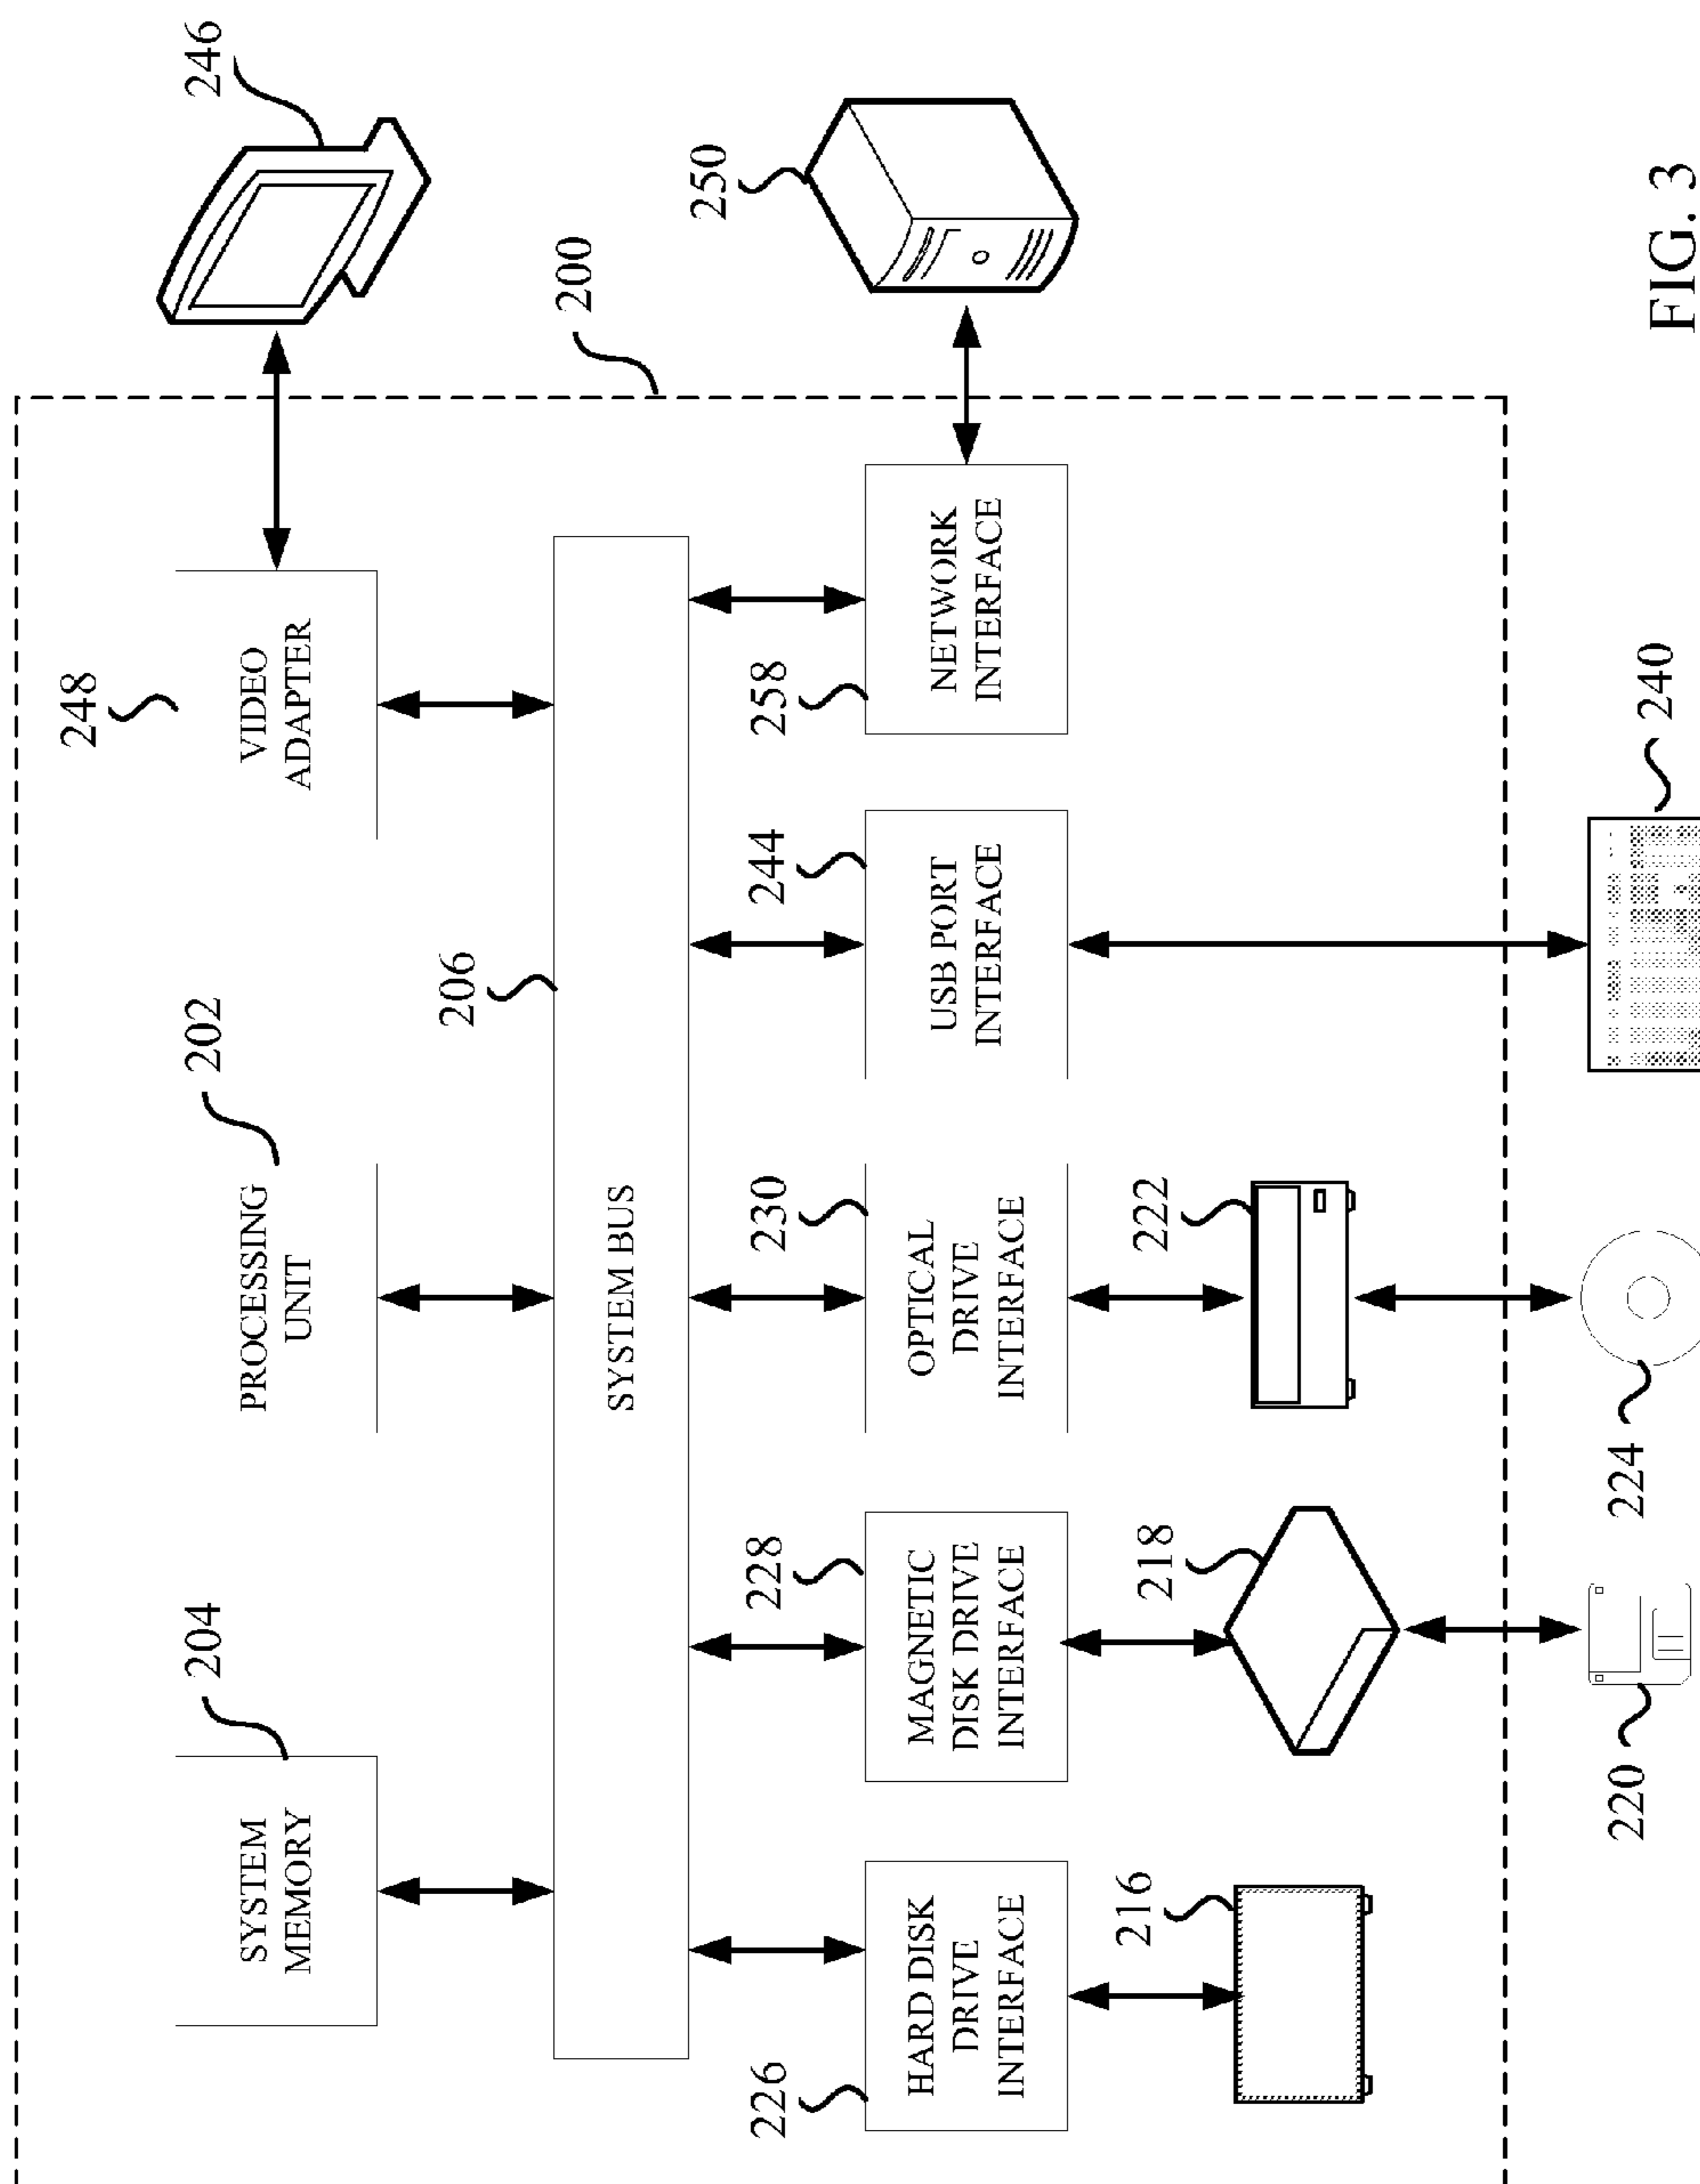 204
SYSTEM
MEMORY
202
PROCESSING
UNIT
248
VIDEO
ADAPTER
246
206
SYSTEM BUS
200
226
HARD DISK
DRIVE
INTERFACE
228
MAGNETIC
DISK DRIVE
INTERFACE
230
OPTICAL
DRIVE
INTERFACE
244
USB PORT
INTERFACE
258
NETWORK
INTERFACE
250
216
218
222
220
224
240
FIG. 3